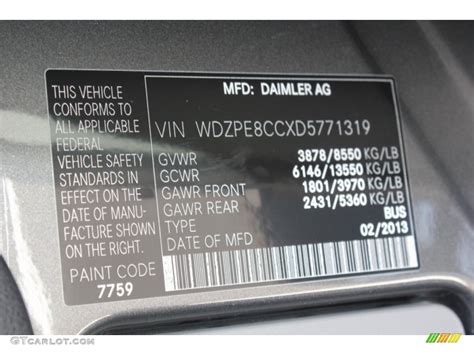 THIS VEHICLE
CONFORMS TO
ALL APPLICABLE
FEDERAL
VEHICLE SAFETY
STANDARDS IN
EFFECT ON THE
DATE OF MANU-
FACTURE SHOWN
ON THE RIGHT.
PAINT CODE
7759
MFD: DAIMLER AG
VIN WDZPE8CCXD5771319
GVWR 3878/8550 KG/LB
GCWR 6146/13550 KG/LB
GAWR FRONT 1801/3970 KG/LB
GAWR REAR 2431/5360 KG/LB
TYPE BUS
DATE OF MFD 02/2013
GTCARLOT.COM